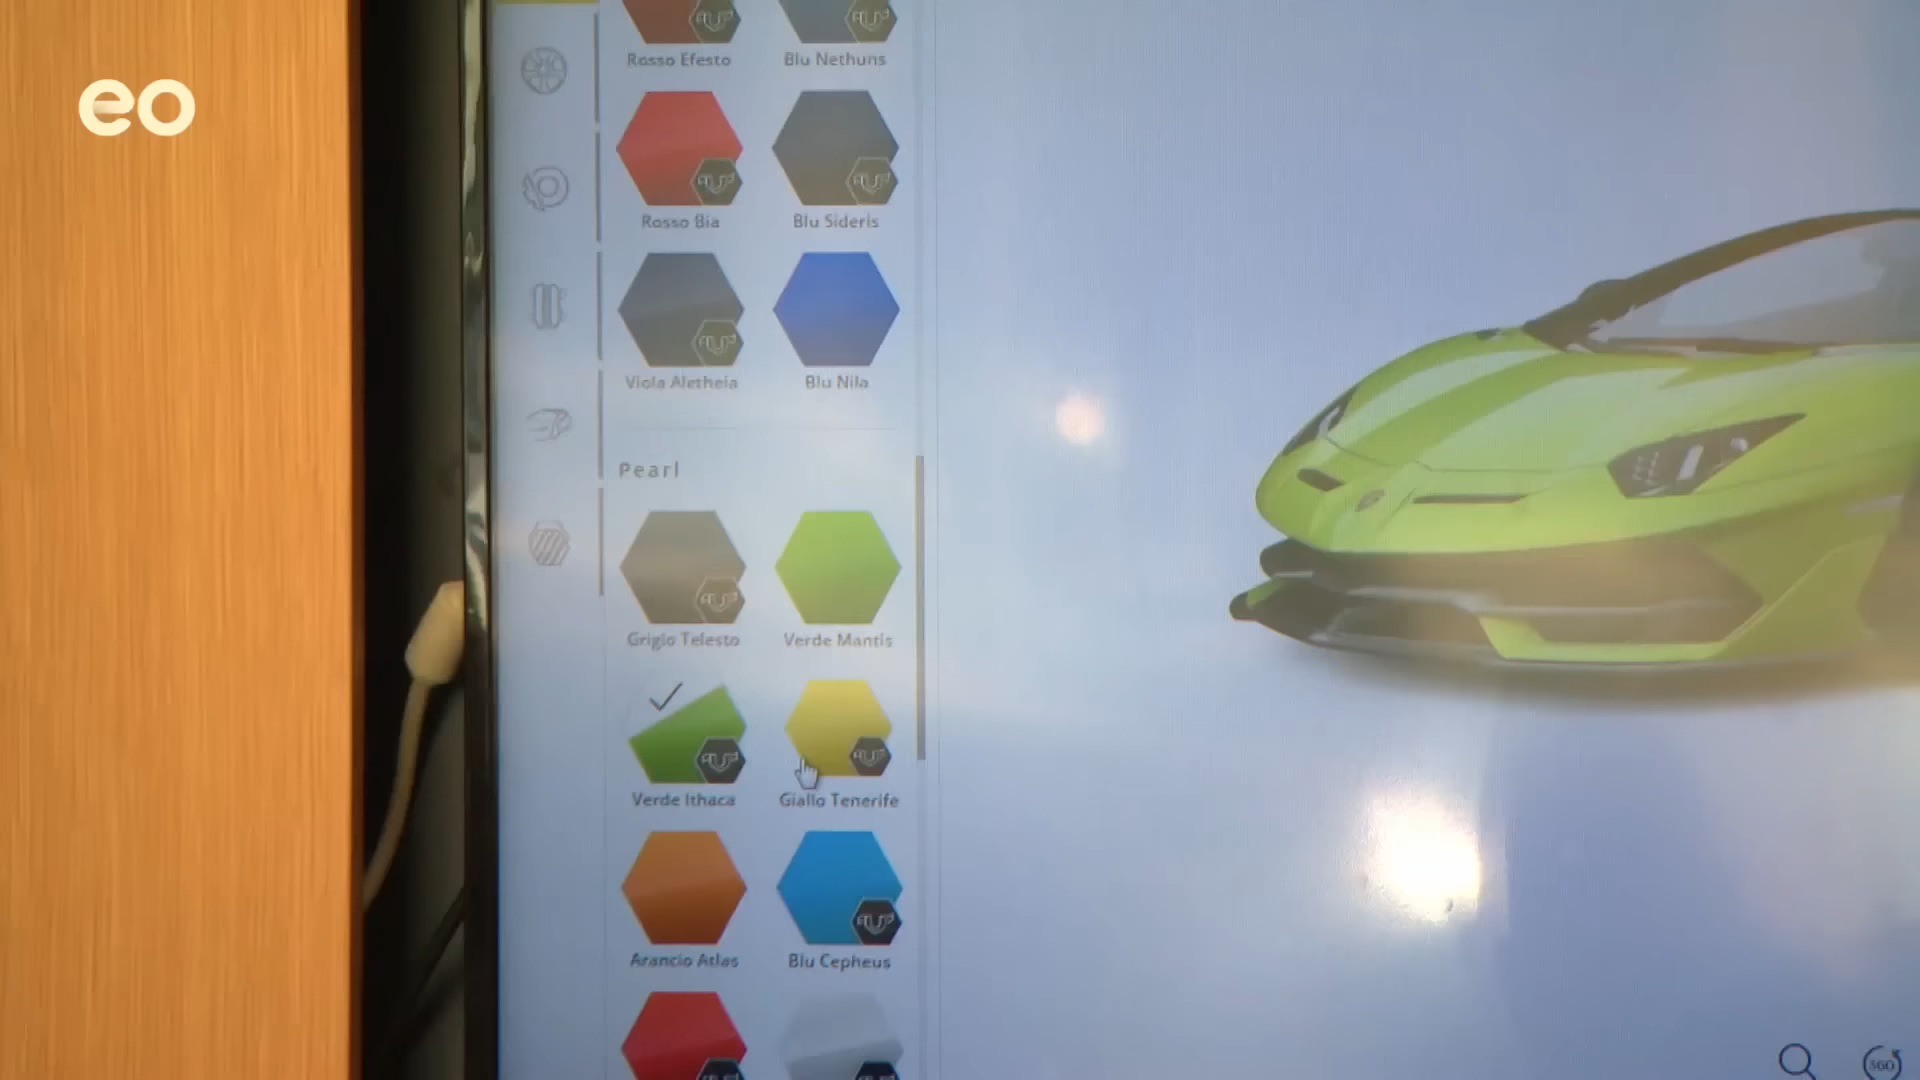 eo
Rosso Efesto
Blu Nethuns
Rosso Bia
Blu Sideris
Viola Aletheia
Blu Nila
Pearl
Grigio Telesto
Verde Mantis
Verde Ithaca
Giallo Tenerife
Arancio Atlas
Blu Cepheus
360